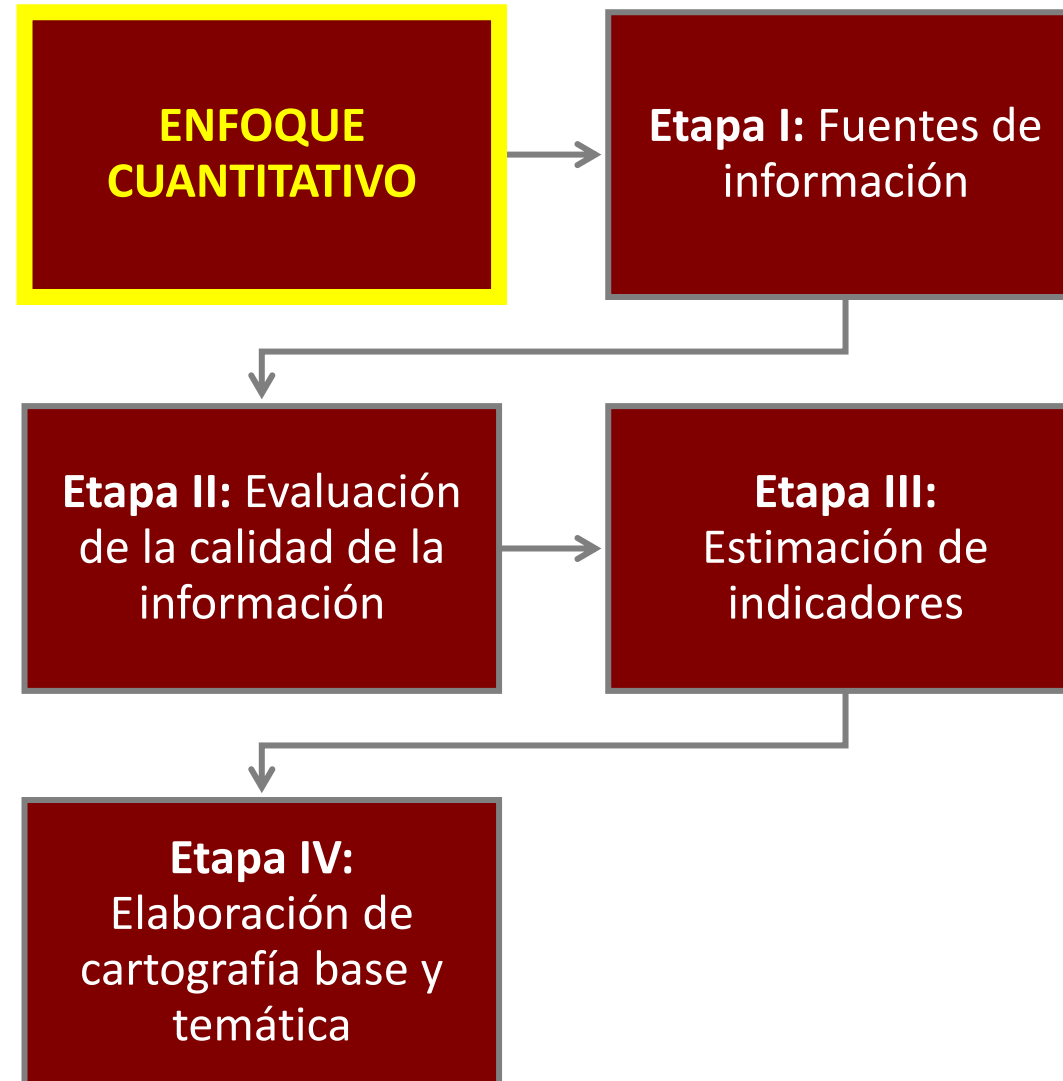 ENFOQUE
CUANTITATIVO
Etapa I: Fuentes de
información
Etapa II: Evaluación
de la calidad de la
información
Etapa III:
Estimación de
indicadores
Etapa IV:
Elaboración de
cartografía base y
temática